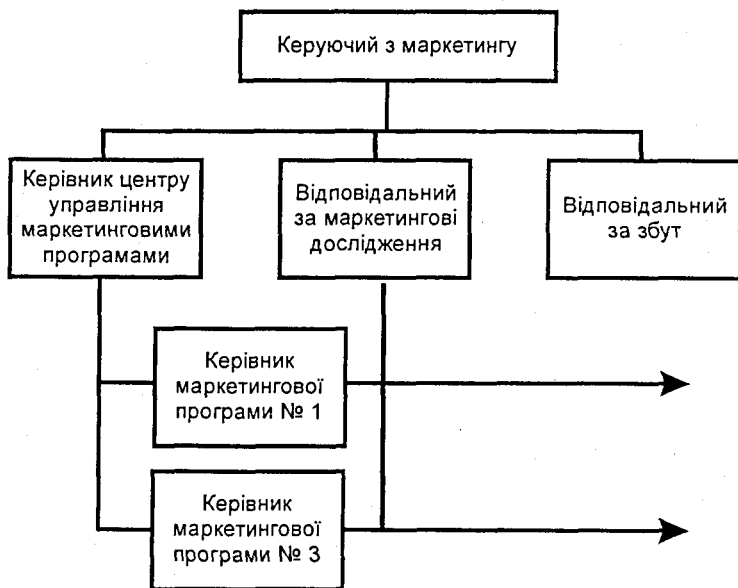 Керуючий з маркетингу
Керівник центру
управління
маркетинговими
програмами
Відповідальний
за маркетингові
дослідження
Відповідальний
за збут
Керівник
маркетингової
програми № 1
Керівник
маркетингової
програми № 3